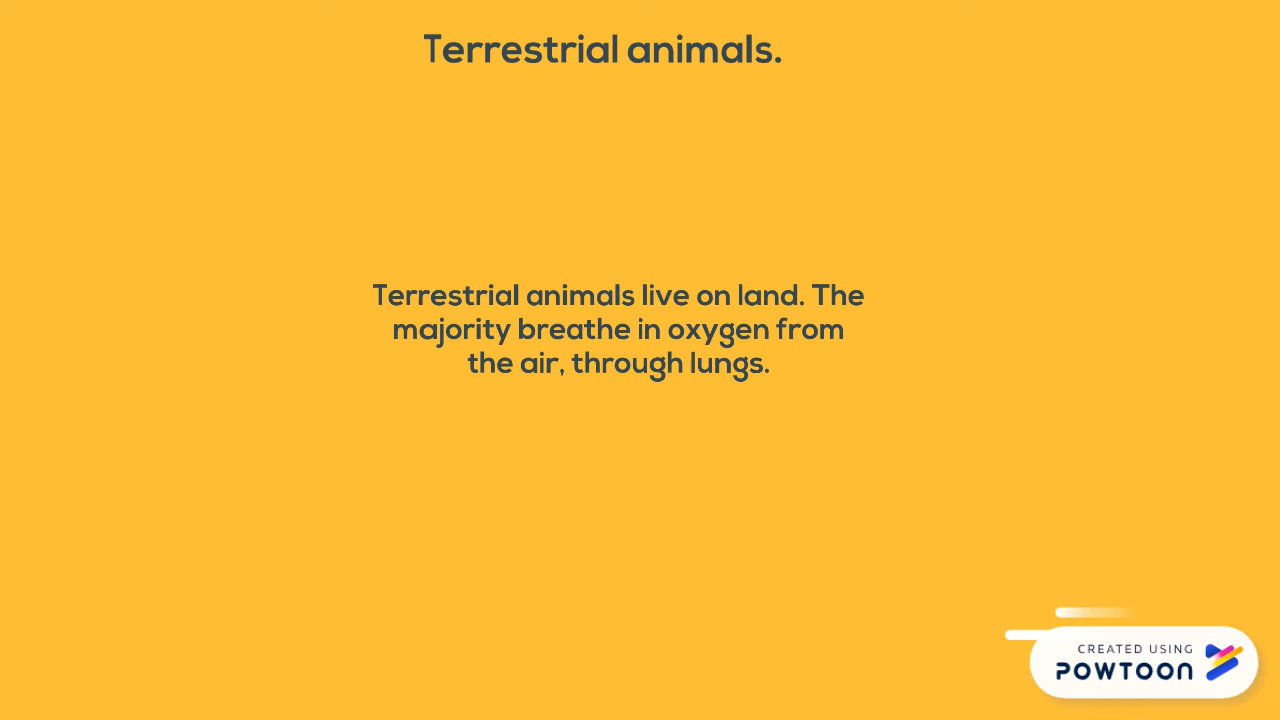 Terrestrial animals.
Terrestrial animals live on land. The
majority breathe in oxygen from
the air, through lungs.
CREATED USING
POWTOON